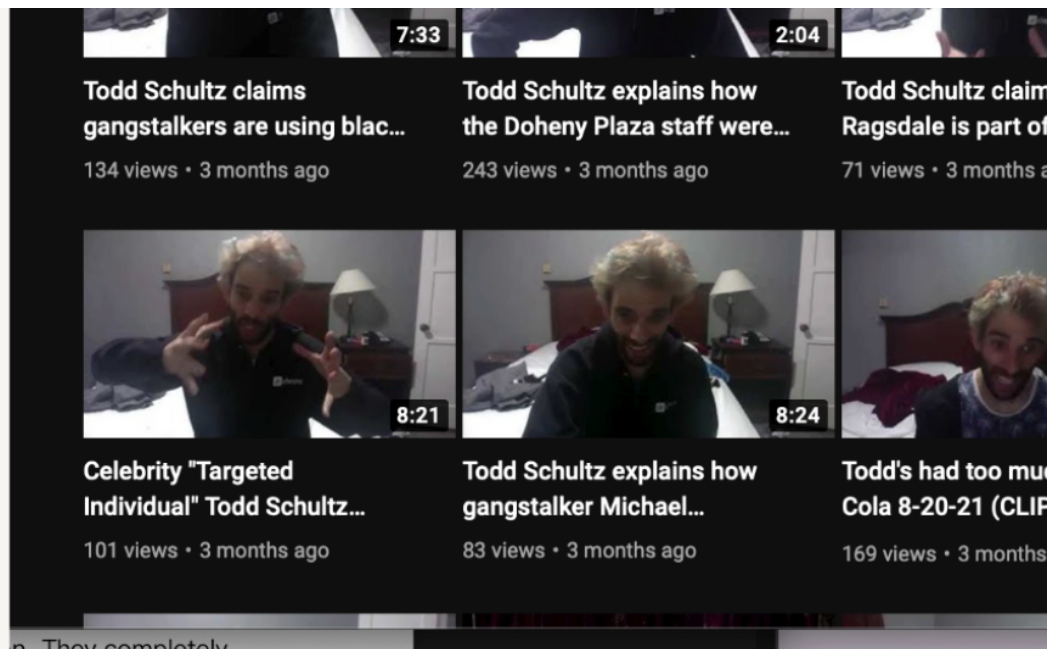 7:33
2:04
Todd Schultz claims
gangstalkers are using blac...
134 views • 3 months ago
Todd Schultz explains how
the Doheny Plaza staff were...
243 views • 3 months ago
Todd Schultz claim
Ragsdale is part of
71 views • 3 months a
8:21
8:24
Celebrity "Targeted
Individual" Todd Schultz...
101 views • 3 months ago
Todd Schultz explains how
gangstalker Michael...
83 views • 3 months ago
Todd's had too muc
Cola 8-20-21 (CLIP
169 views • 3 months
n. They completely